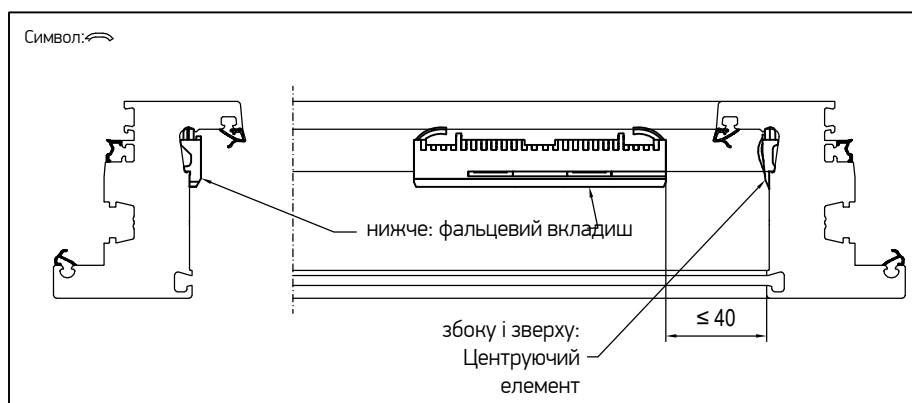 Символ:
нижче: фальцевий вкладиш
збоку і зверху:
Центруючий
елемент
≤ 40